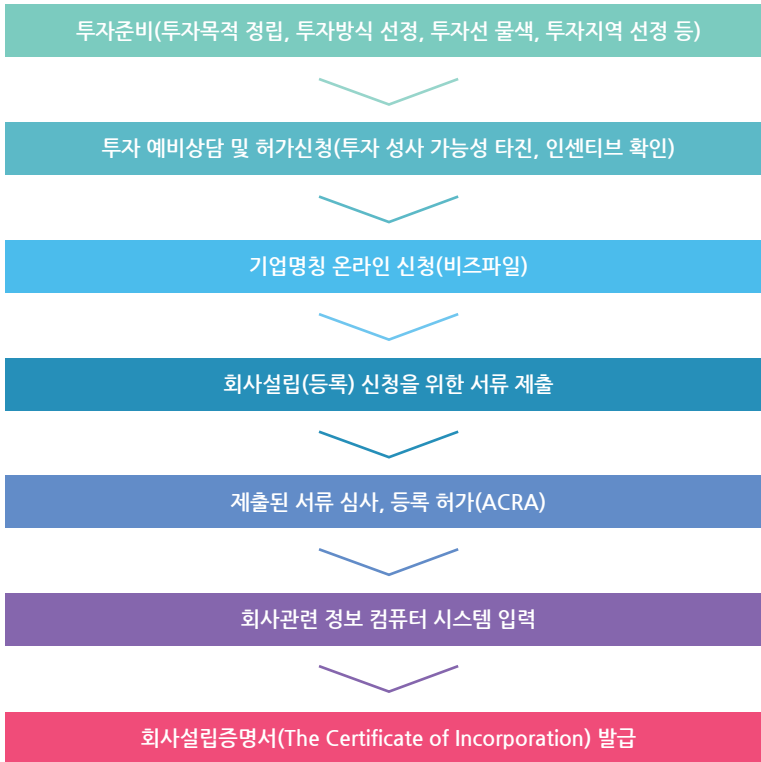 투자준비(투자목적 정립, 투자방식 선정, 투자선 물색, 투자지역 선정 등)
투자 예비상담 및 허가신청(투자 성사 가능성 타진, 인센티브 확인)
기업명칭 온라인 신청(비즈파일)
회사설립(등록) 신청을 위한 서류 제출
제출된 서류 심사, 등록 허가(ACRA)
회사관련 정보 컴퓨터 시스템 입력
회사설립증명서(The Certificate of Incorporation) 발급